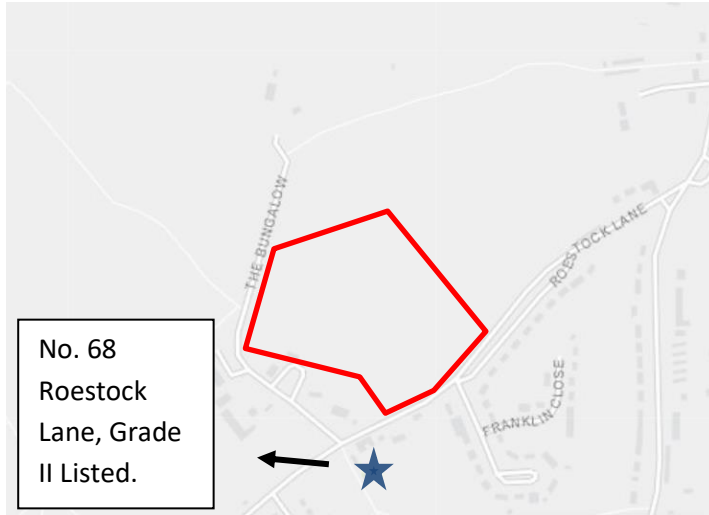 THE BUNGALOW
ROESTOCK LANE
FRANKLIN CLOSE
No. 68
Roestock
Lane, Grade
II Listed.